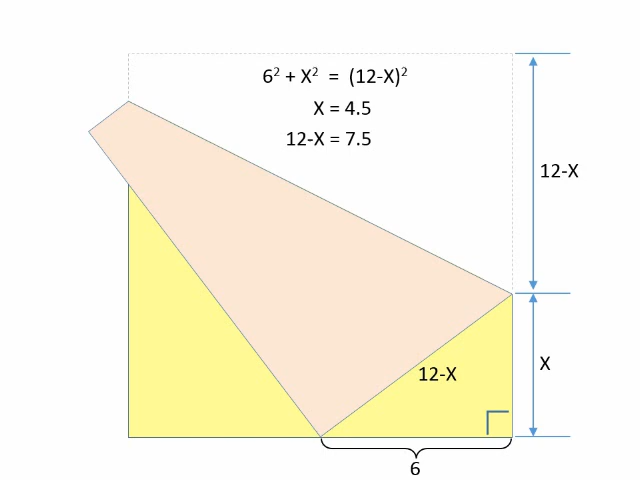 6² + X² = (12-X)²
X = 4.5
12-X = 7.5
12-X
X
12-X
6